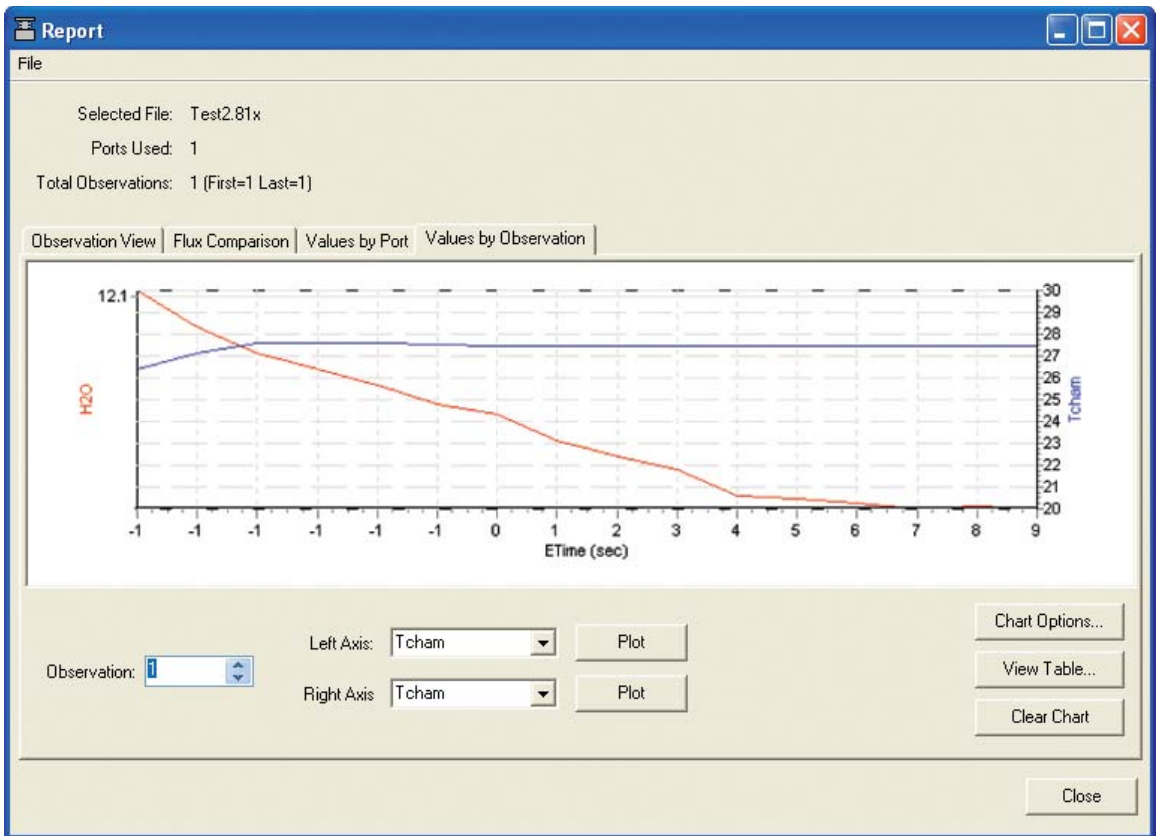 Report
File
Selected File: Test2.81x
Ports Used: 1
Total Observations: 1 (First=1 Last=1)
Observation View Flux Comparison Values by Port Values by Observation
12.1
H2O
30
29
28
27
26
25
24
23
22
21
20
Tcham
-1 -1 -1 -1 -1 -1 0 1 2 3 4 5 6 7 8 9
ETime (sec)
Observation: 1
Left Axis: Tcham Plot
Right Axis Tcham Plot
Chart Options...
View Table...
Clear Chart
Close